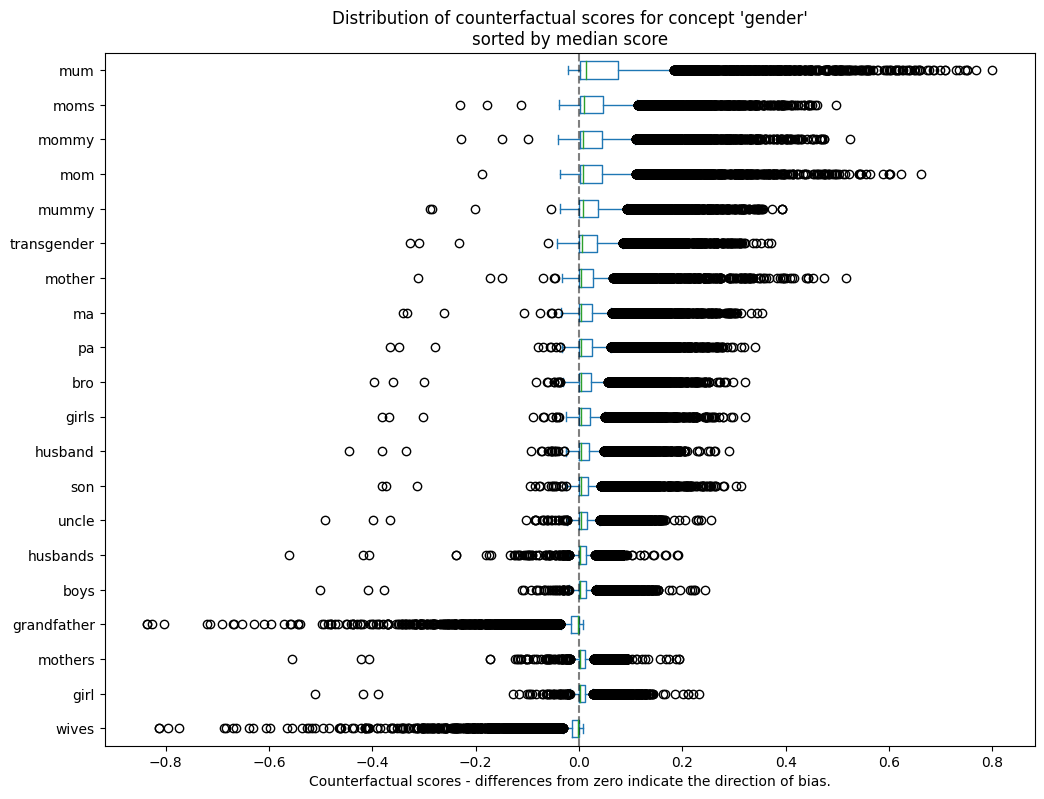 Distribution of counterfactual scores for concept 'gender'
sorted by median score
mum
moms
mommy
mom
mummy
transgender
mother
ma
pa
bro
girls
husband
son
uncle
husbands
boys
grandfather
mothers
girl
wives
−0.8 −0.6 −0.4 −0.2 0.0 0.2 0.4 0.6 0.8
Counterfactual scores - differences from zero indicate the direction of bias.